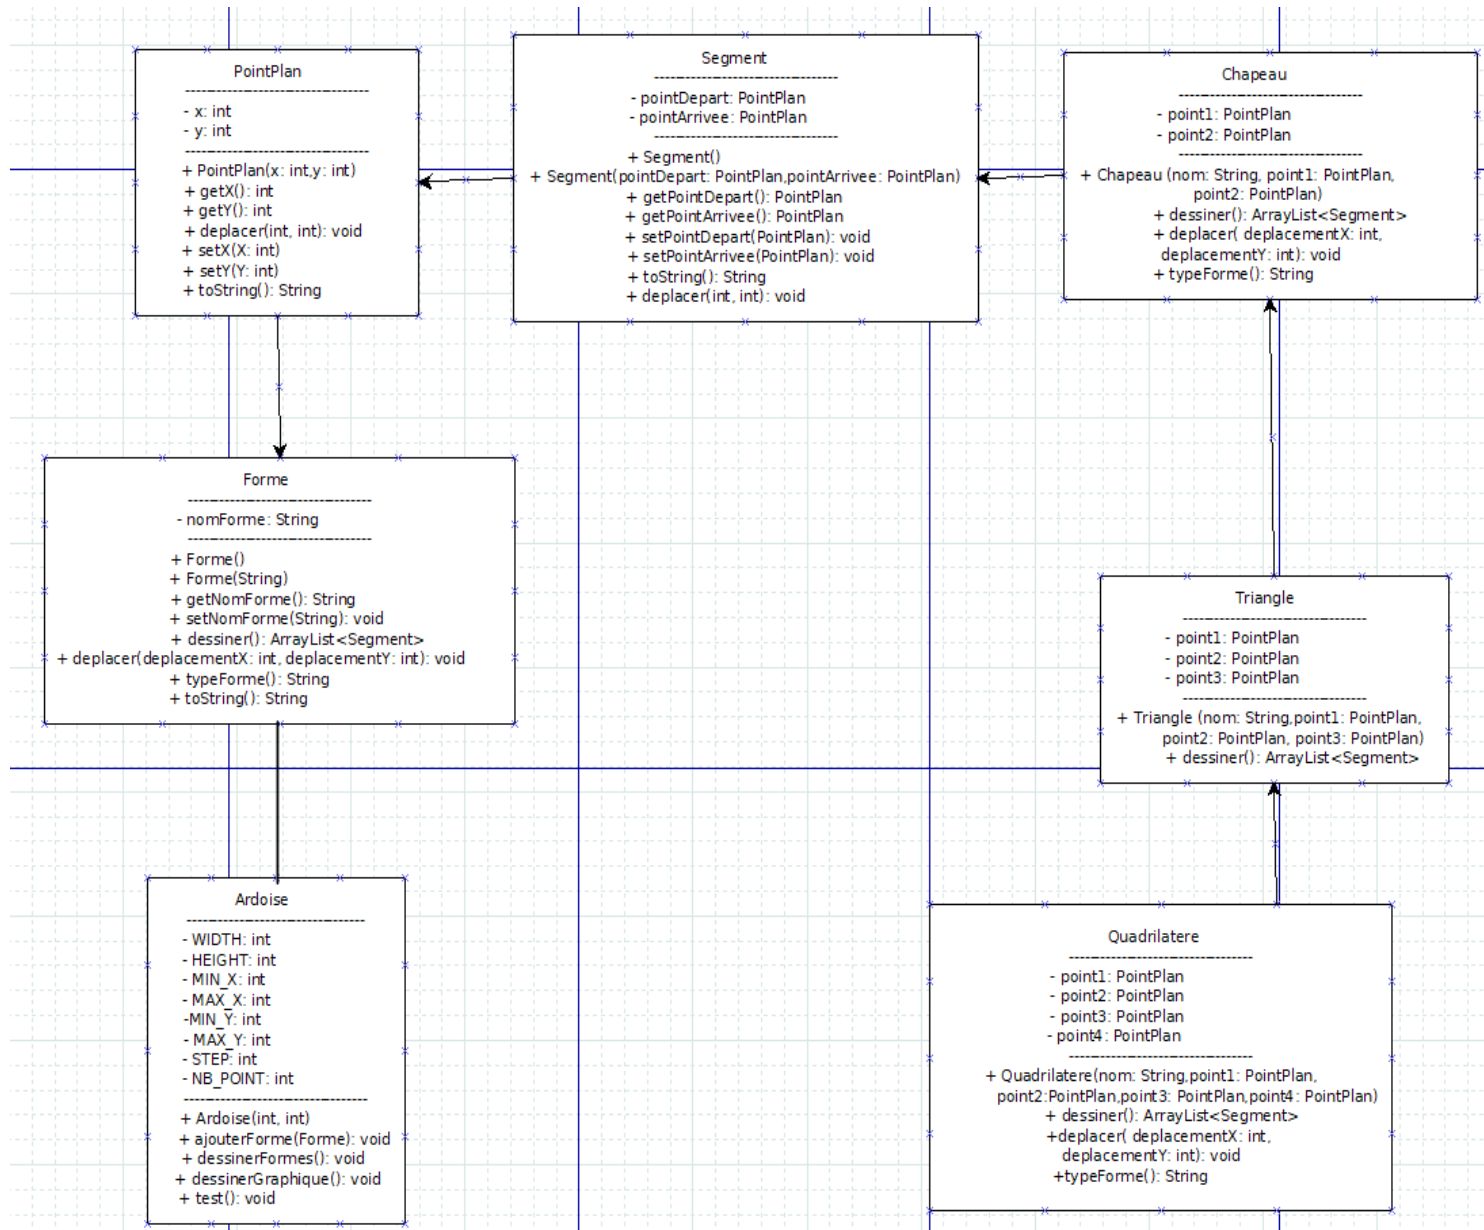 PointPlan
- x: int
- y: int
+ PointPlan(x: int,y: int)
+ getX(): int
+ getY(): int
+ deplacer(int, int): void
+ setX(X: int)
+ setY(Y: int)
+ toString(): String
Segment
- pointDepart: PointPlan
- pointArrivee: PointPlan
+ Segment()
+ Segment(pointDepart: PointPlan,pointArrivee: PointPlan)
+ getPointDepart(): PointPlan
+ getPointArrivee(): PointPlan
+ setPointDepart(PointPlan): void
+ setPointArrivee(PointPlan): void
+ toString(): String
+ deplacer(int, int): void
Chapeau
- point1: PointPlan
- point2: PointPlan
+ Chapeau (nom: String, point1: PointPlan,
point2: PointPlan)
+ dessiner(): ArrayList<Segment>
+ deplacer( deplacementX: int,
deplacementY: int): void
+ typeForme(): String
Forme
- nomForme: String
+ Forme()
+ Forme(String)
+ getNomForme(): String
+ setNomForme(String): void
+ dessiner(): ArrayList<Segment>
+ deplacer(deplacementX: int, deplacementY: int): void
+ typeForme(): String
+ toString(): String
Triangle
- point1: PointPlan
- point2: PointPlan
- point3: PointPlan
+ Triangle (nom: String,point1: PointPlan,
point2: PointPlan, point3: PointPlan)
+ dessiner(): ArrayList<Segment>
Ardoise
- WIDTH: int
- HEIGHT: int
- MIN_X: int
- MAX_X: int
-MIN_Y: int
- MAX_Y: int
- STEP: int
- NB_POINT: int
+ Ardoise(int, int)
+ ajouterForme(Forme): void
+ dessinerFormes(): void
+ dessinerGraphique(): void
+ test(): void
Quadrilatere
- point1: PointPlan
- point2: PointPlan
- point3: PointPlan
- point4: PointPlan
+ Quadrilatere(nom: String,point1: PointPlan,
point2:PointPlan,point3: PointPlan,point4: PointPlan)
+ dessiner(): ArrayList<Segment>
+deplacer( deplacementX: int,
deplacementY: int): void
+typeForme(): String